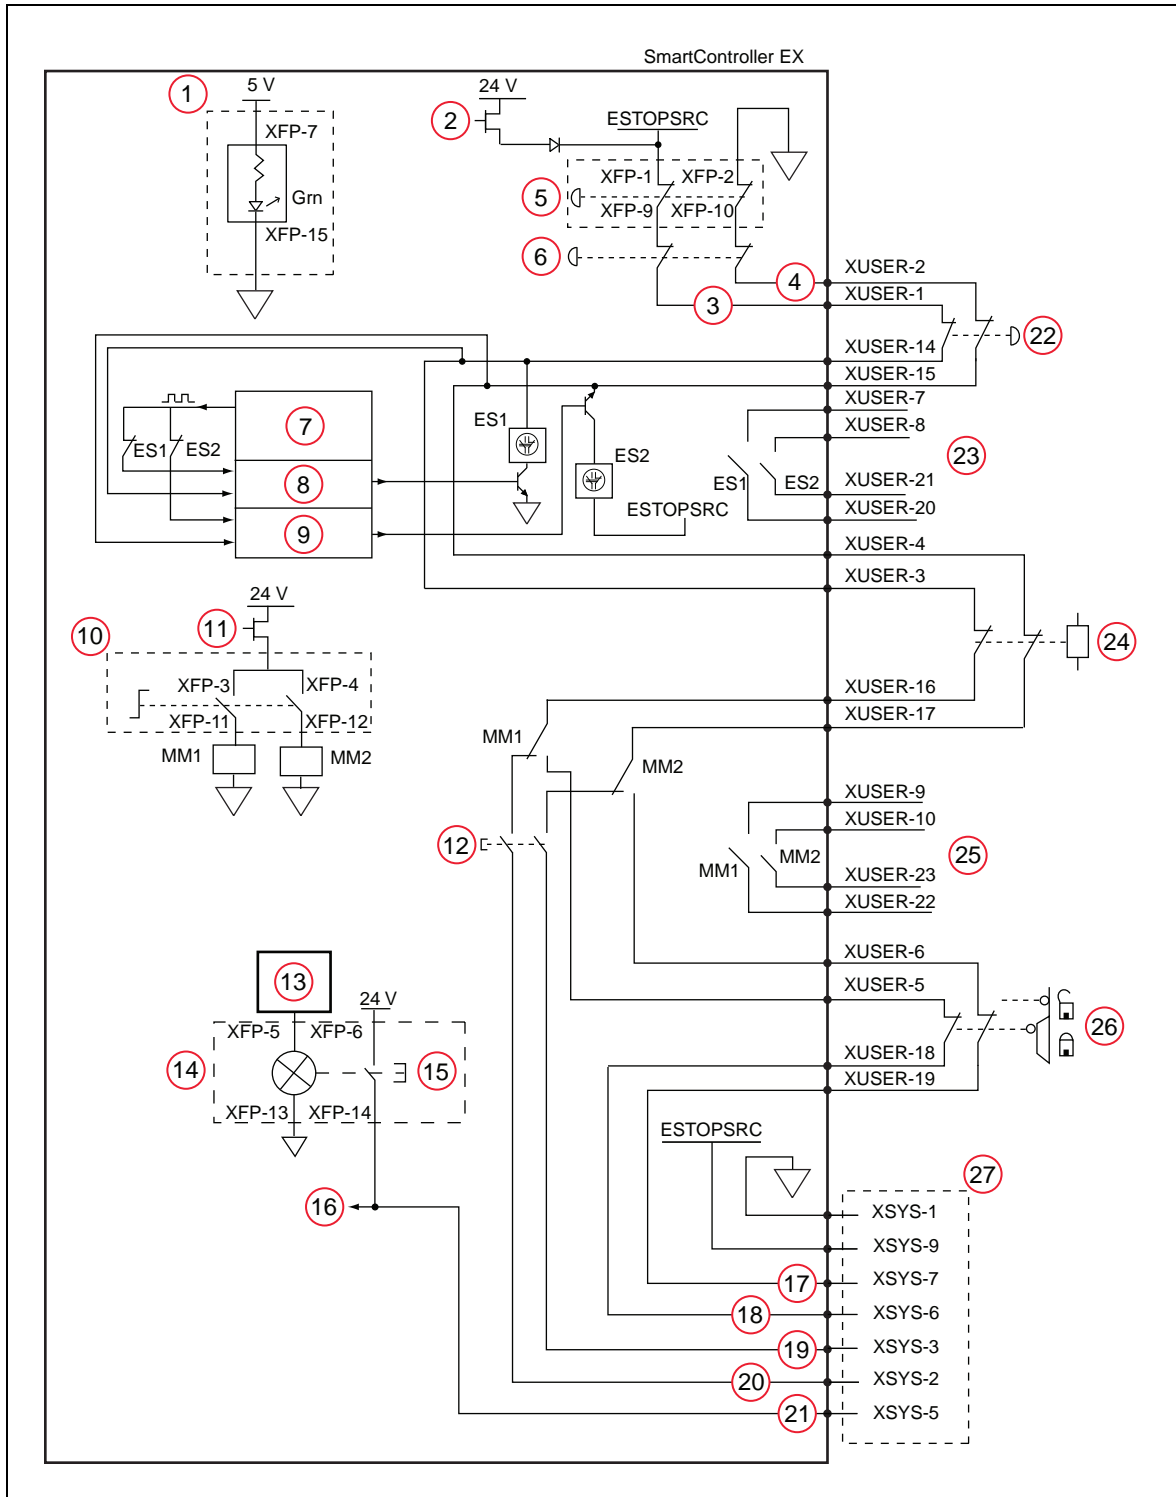 SmartController EX
1
5 V
XFP-7
Grn
XFP-15
2
24 V
ESTOPSRC
XFP-1
XFP-2
5
XFP-9
XFP-10
6
4
3
XUSER-2
XUSER-1
22
XUSER-14
XUSER-15
XUSER-7
XUSER-8
23
XUSER-21
XUSER-20
ES1
ES2
7
8
9
ES1
ES2
ESTOPSRC
ES1
ES2
XUSER-4
XUSER-3
24
10
11
24 V
XFP-3
XFP-4
XFP-11
XFP-12
MM1
MM2
XUSER-16
XUSER-17
MM1
MM2
12
XUSER-9
XUSER-10
MM1
MM2
25
XUSER-23
XUSER-22
13
24 V
XFP-5
XFP-6
14
15
XFP-13
XFP-14
16
XUSER-6
XUSER-5
26
XUSER-18
XUSER-19
ESTOPSRC
27
XSYS-1
XSYS-9
17
XSYS-7
18
XSYS-6
19
XSYS-3
20
XSYS-2
21
XSYS-5